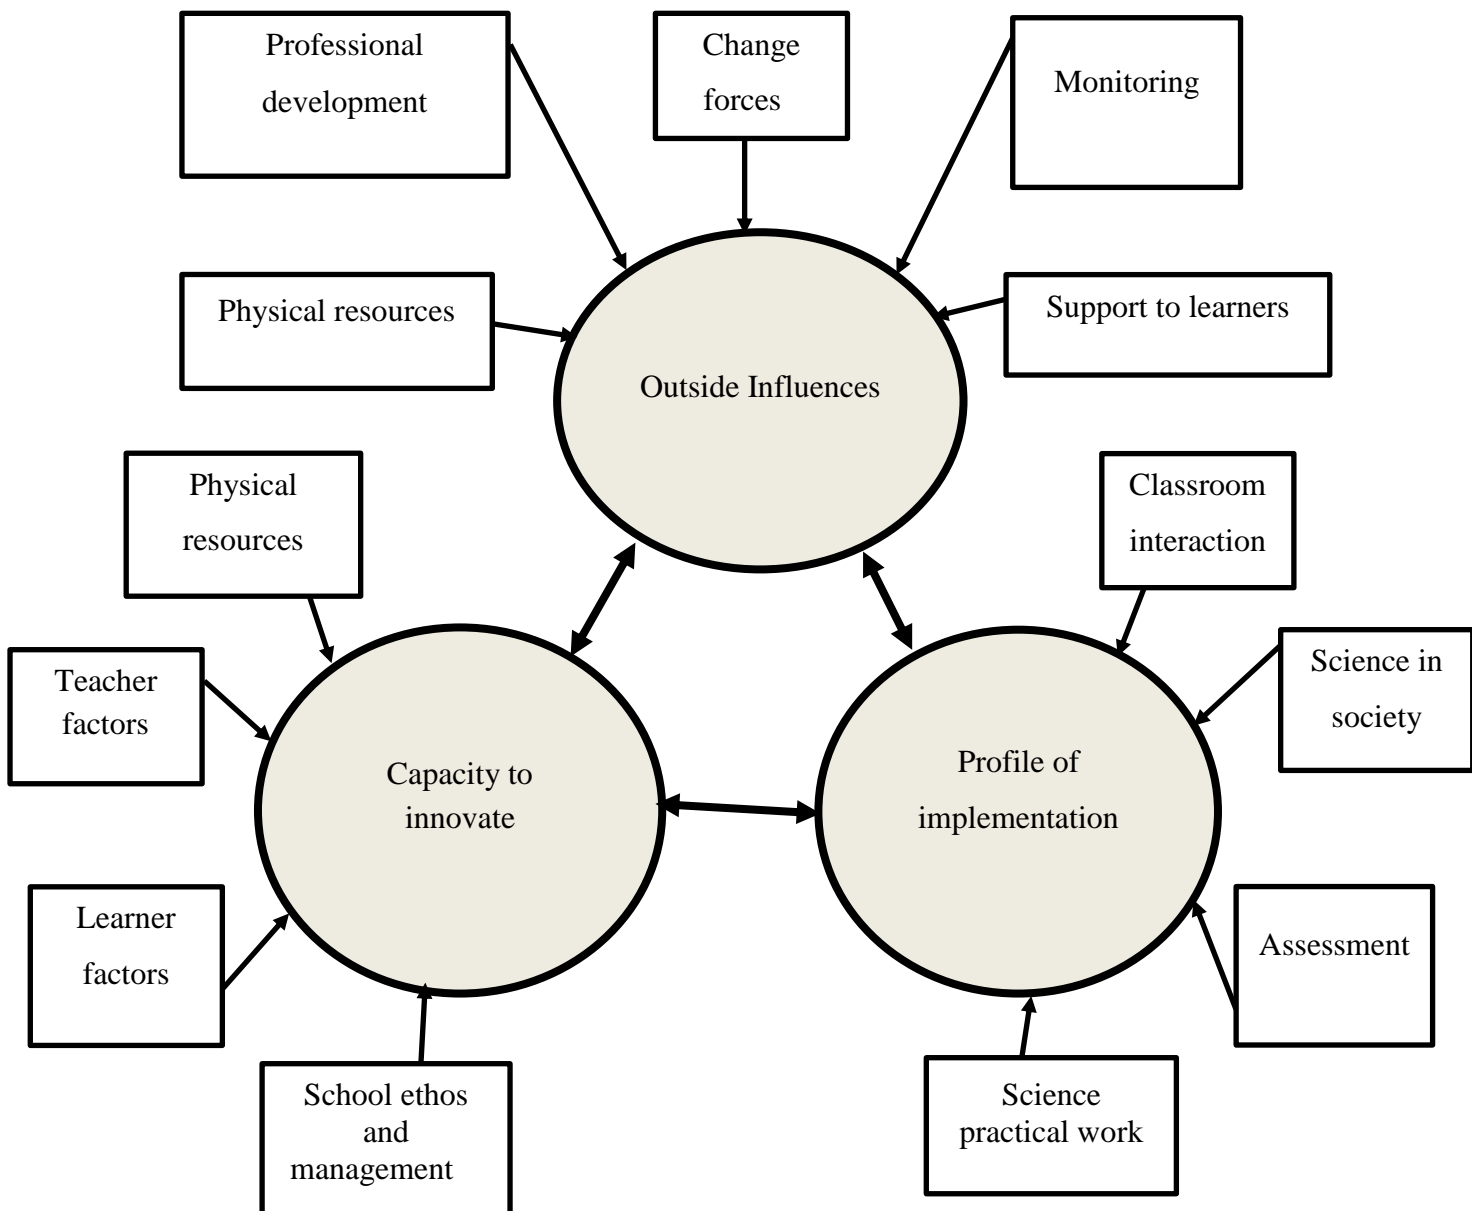 Professional
development
Change
forces
Monitoring
Physical resources
Support to learners
Outside Influences
Physical
resources
Classroom
interaction
Teacher
factors
Science in
society
Capacity to
innovate
Profile of
implementation
Learner
factors
Assessment
School ethos
and
management
Science
practical work